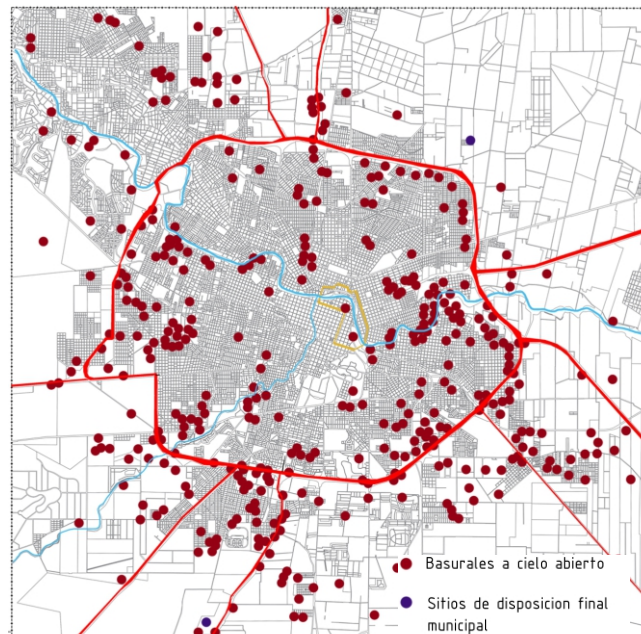 Basurales a cielo abierto
Sitios de disposicion final
municipal